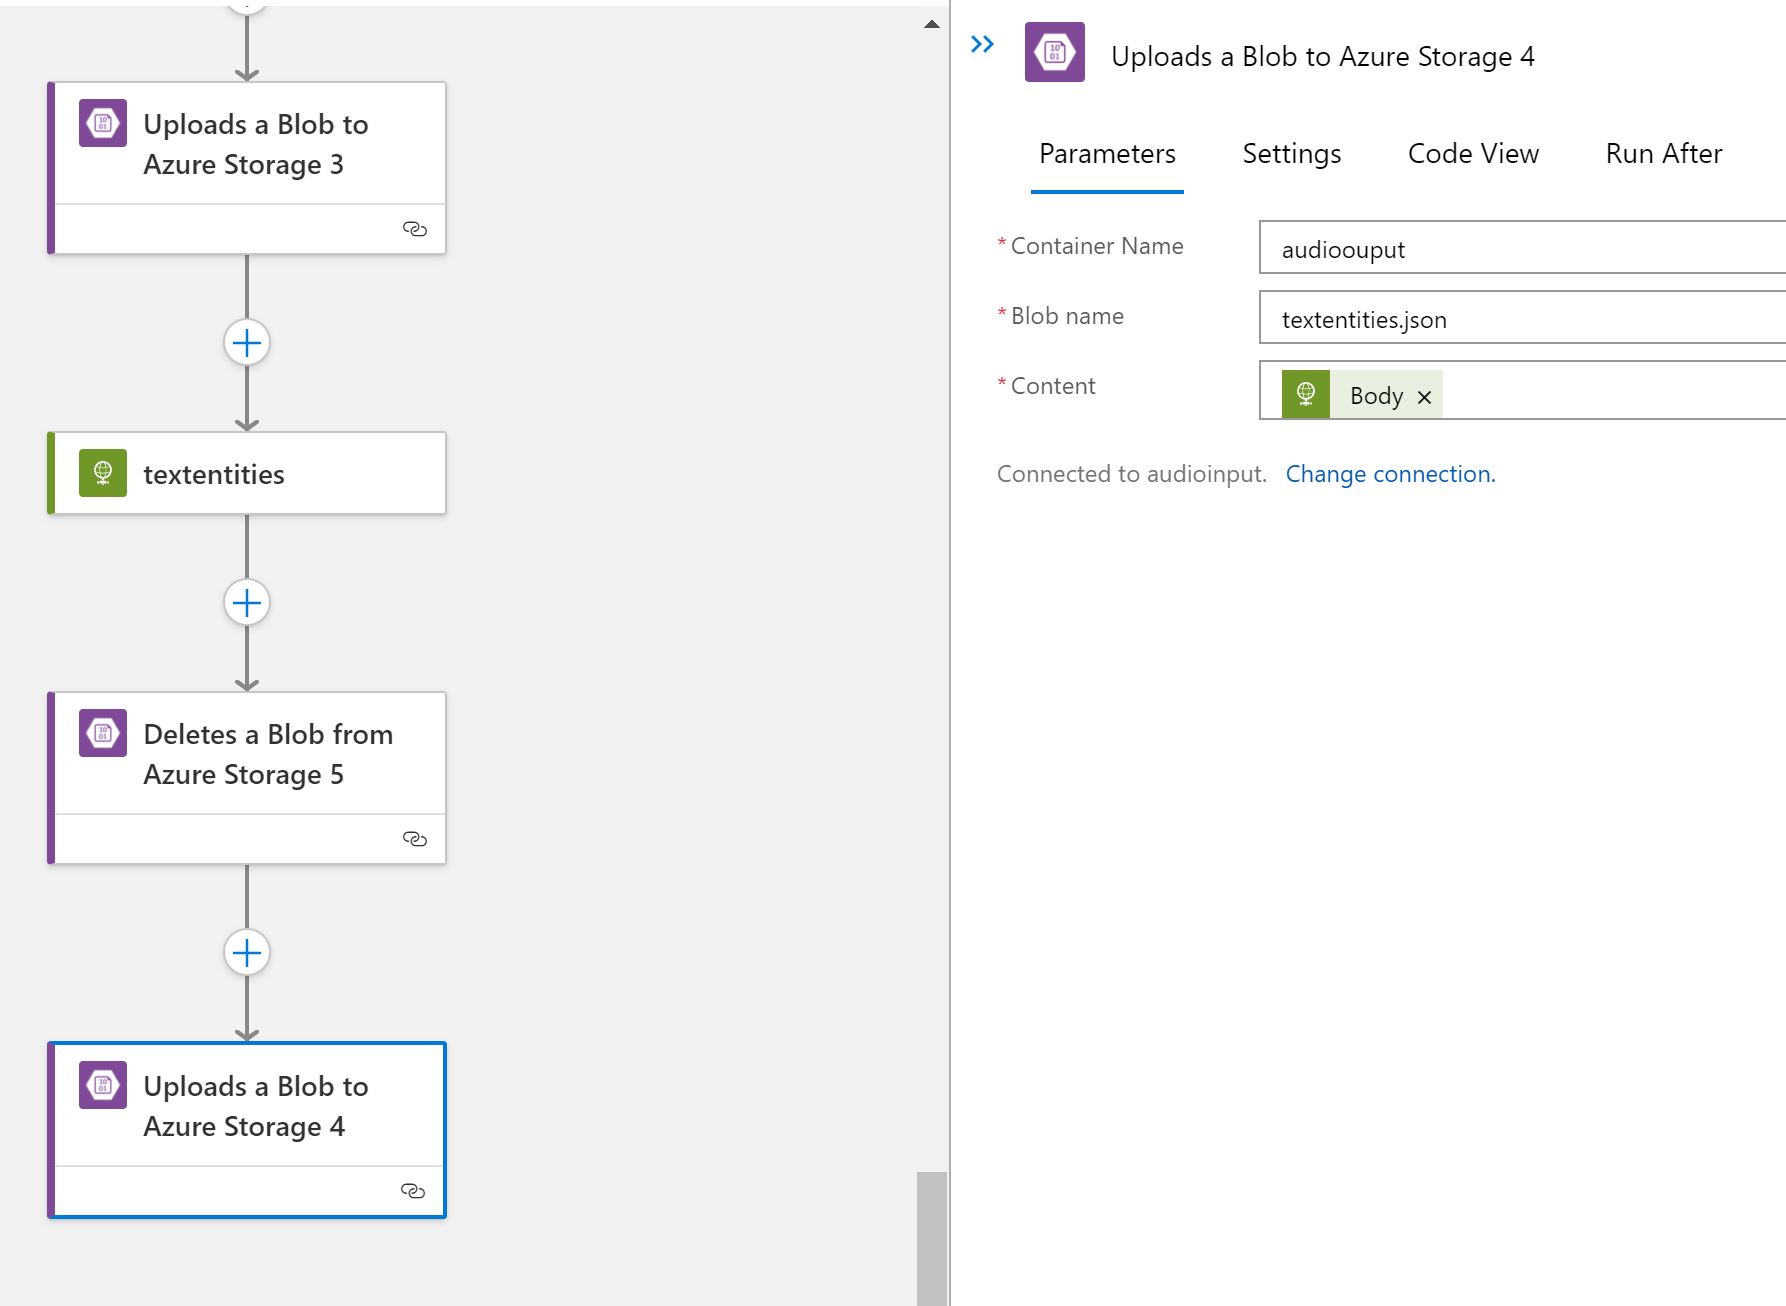 Uploads a Blob to
Azure Storage 3
textentities
Deletes a Blob from
Azure Storage 5
Uploads a Blob to
Azure Storage 4
Uploads a Blob to Azure Storage 4
Parameters Settings Code View Run After
* Container Name audioouput
* Blob name textentities.json
* Content Body ×
Connected to audioinput. Change connection.